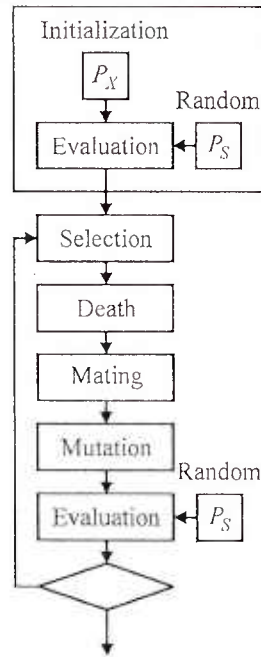 Initialization
P_X
Random
Evaluation
P_S
Selection
Death
Mating
Mutation
Random
Evaluation
P_S